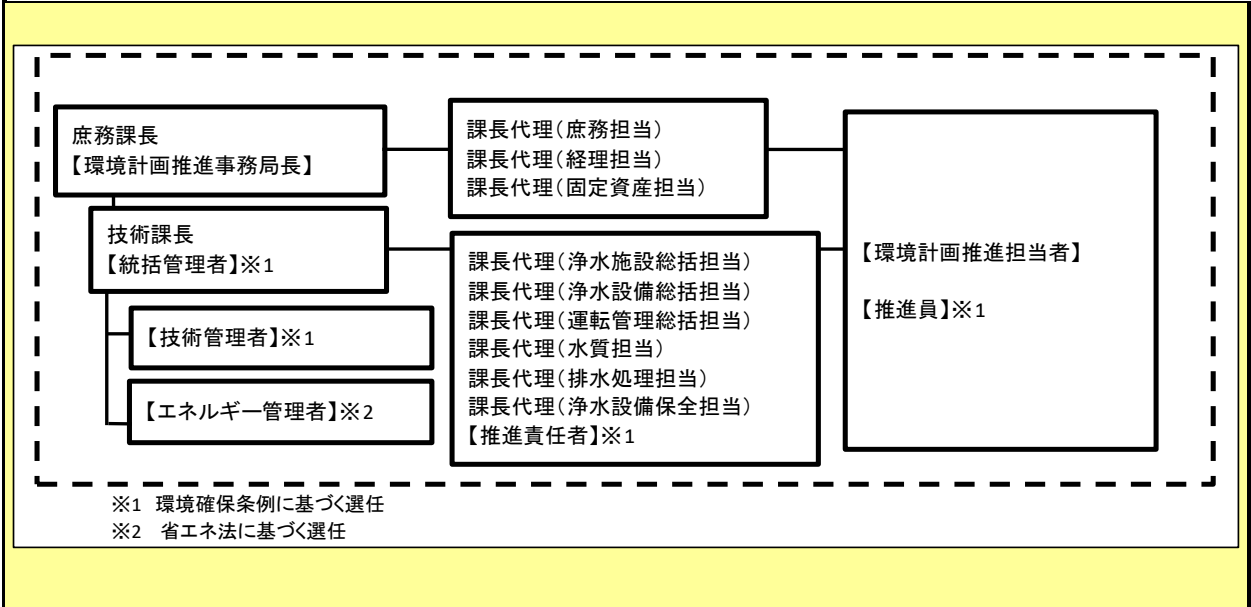 庶務課長
【環境計画推進事務局長】
技術課長
【統括管理者】※1
【技術管理者】※1
【エネルギー管理者】※2
課長代理(庶務担当)
課長代理(経理担当)
課長代理(固定資産担当)
課長代理(浄水施設総括担当)
課長代理(浄水設備総括担当)
課長代理(運転管理総括担当)
課長代理(水質担当)
課長代理(排水処理担当)
課長代理(浄水設備保全担当)
【推進責任者】※1
【環境計画推進担当者】
【推進員】※1
※1 環境確保条例に基づく選任
※2 省エネ法に基づく選任